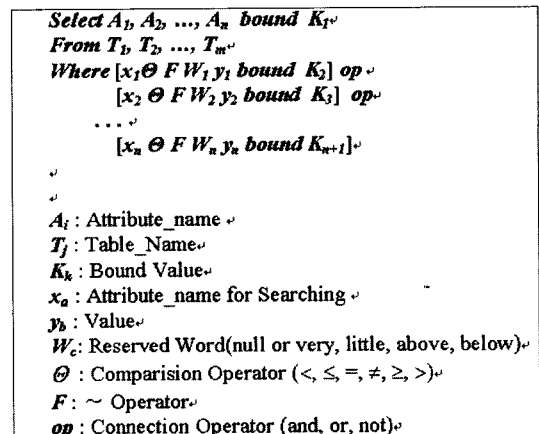 Select A₁, A₂, ..., Aₙ bound K₁↵
From T₁, T₂, ..., Tₘ↵
Where [x₁Θ F W₁ y₁ bound K₂] op↵
[x₂ Θ F W₂ y₂ bound K₃] op↵
. . .↵
[xₙ Θ F Wₙ yₙ bound Kₙ₊₁]↵
↵
↵
Aᵢ : Attribute_name ↵
Tⱼ : Table_Name↵
Kₖ : Bound Value↵
xₐ : Attribute_name for Searching ↵
y_b : Value↵
W_c: Reserved Word(null or very, little, above, below)↵
Θ : Comparision Operator (<, ≤, =, ≠, ≥, >)↵
F : ~ Operator↵
op : Connection Operator (and, or, not)↵